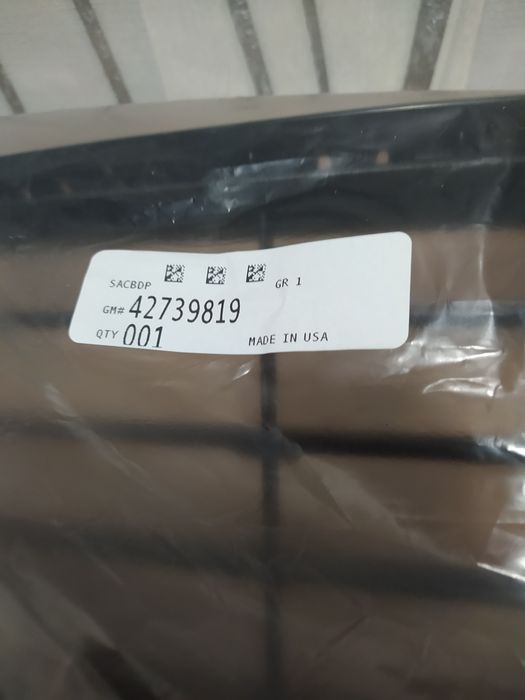 SACBDP GR 1
GM# 42739819
QTY 001 MADE IN USA